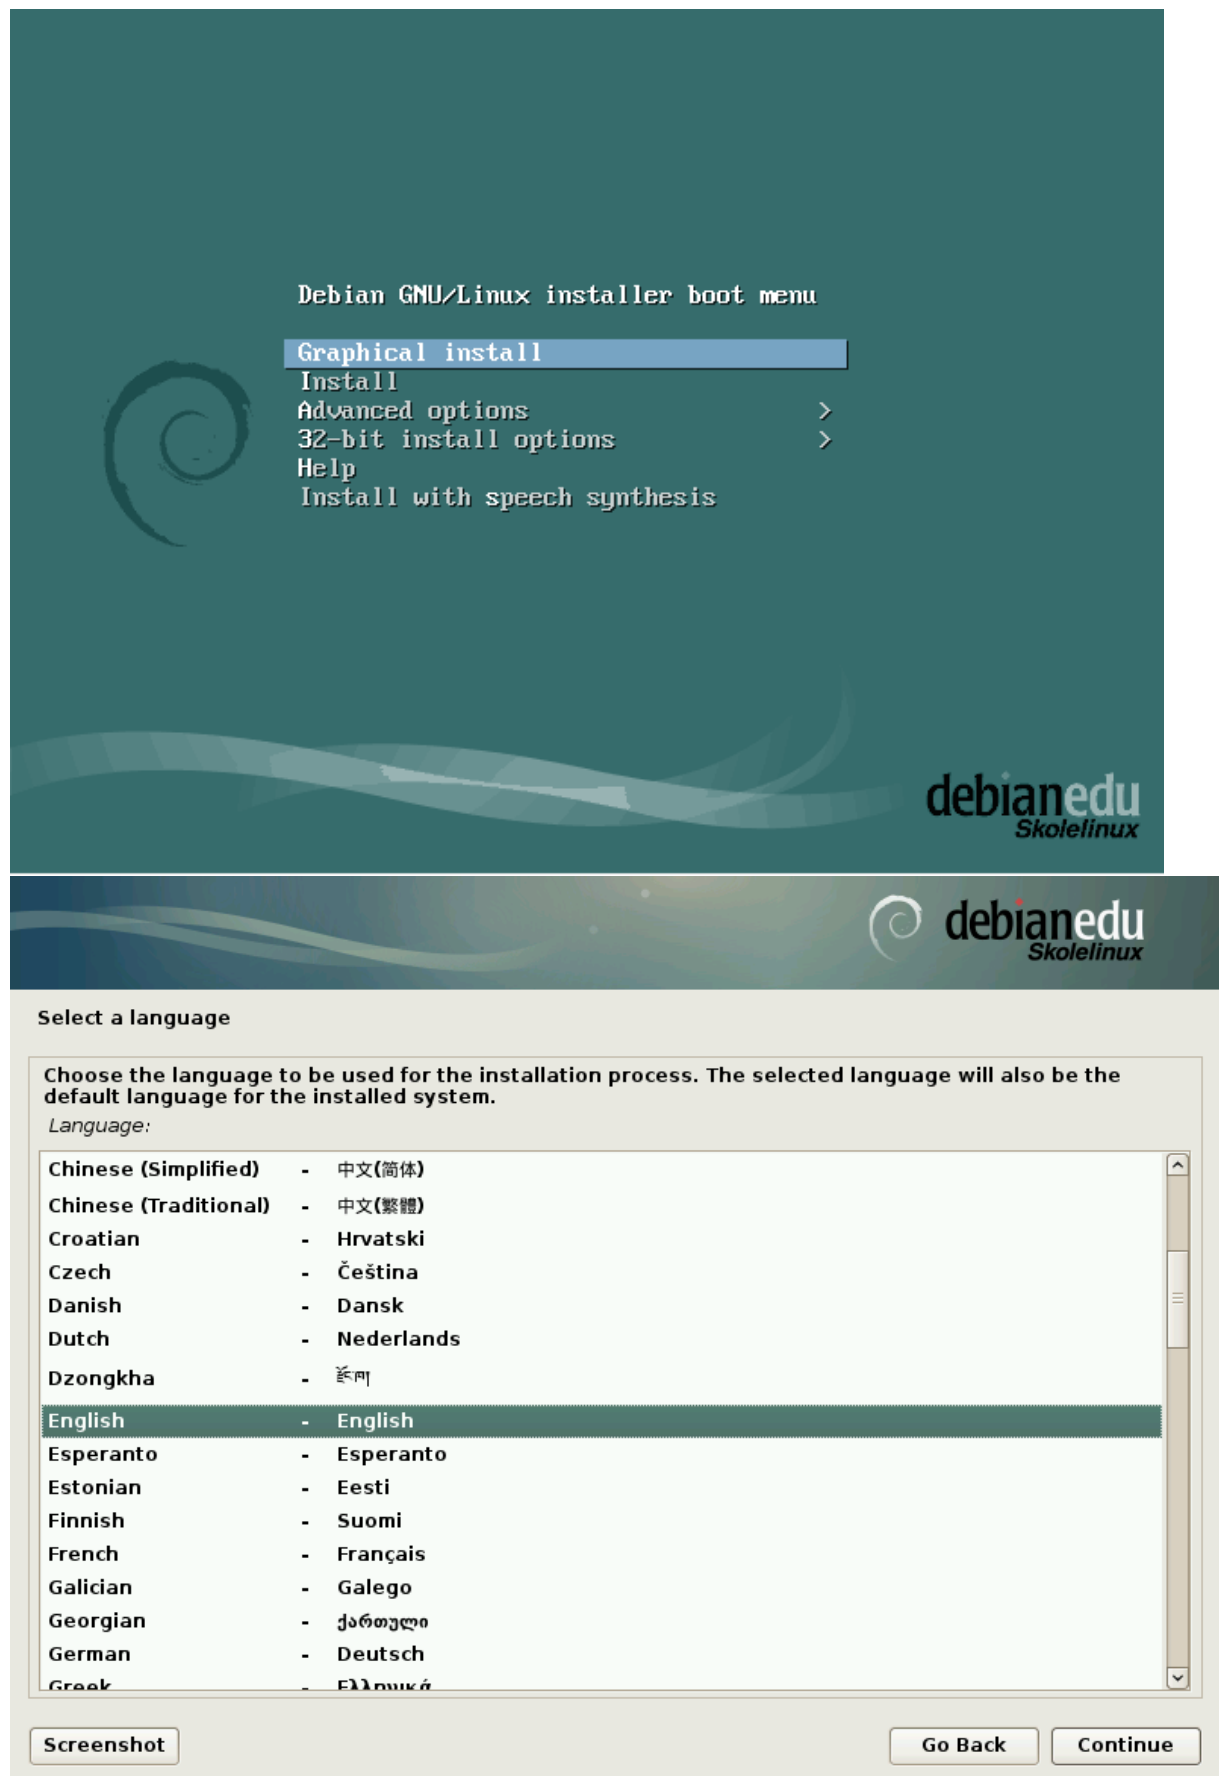 Debian GNU/Linux installer boot menu
Graphical install
Install
Advanced options >
32-bit install options >
Help
Install with speech synthesis
debianedu
Skolelinux
debianedu
Skolelinux
Select a language
Choose the language to be used for the installation process. The selected language will also be the
default language for the installed system.
Language:
Chinese (Simplified) - 中文(简体)
Chinese (Traditional) - 中文(繁體)
Croatian - Hrvatski
Czech - Čeština
Danish - Dansk
Dutch - Nederlands
Dzongkha - རྫོང་ཁ།
English - English
Esperanto - Esperanto
Estonian - Eesti
Finnish - Suomi
French - Français
Galician - Galego
Georgian - ქართული
German - Deutsch
Greek - Ελληνικά
Screenshot Go Back Continue